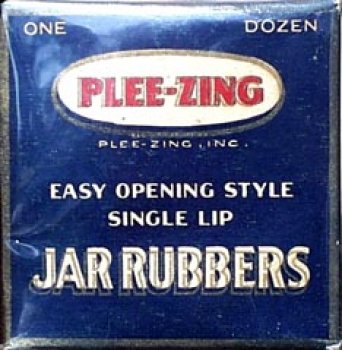 ONE DOZEN
PLEE-ZING
PLEE-ZING, INC.
EASY OPENING STYLE
SINGLE LIP
JAR RUBBERS